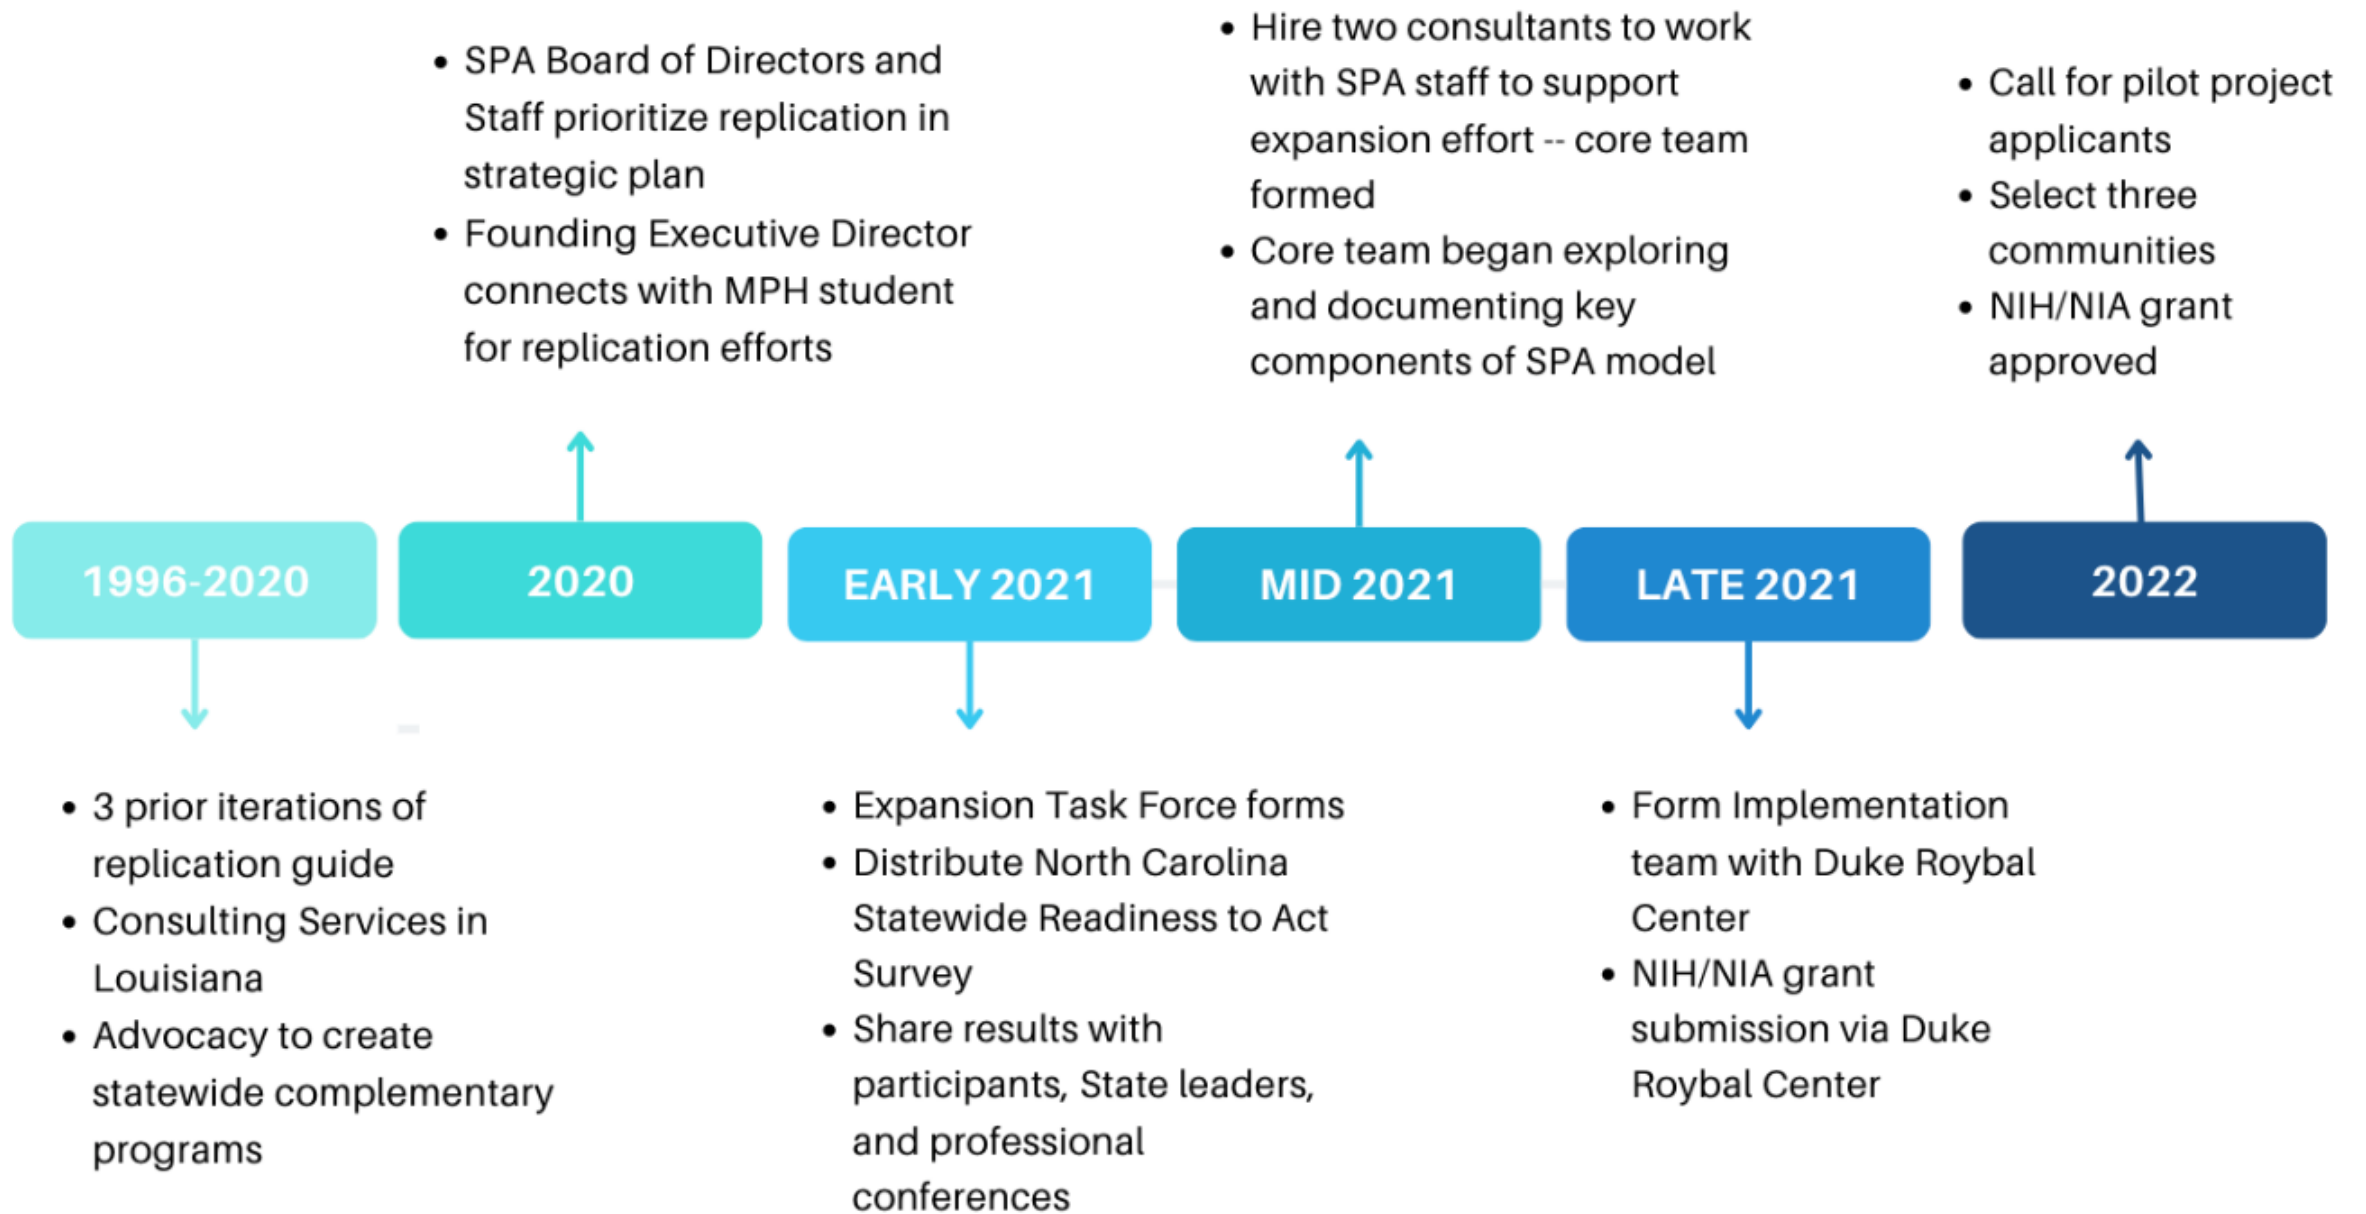 • SPA Board of Directors and
Staff prioritize replication in
strategic plan
• Founding Executive Director
connects with MPH student
for replication efforts
• Hire two consultants to work
with SPA staff to support
expansion effort -- core team
formed
• Core team began exploring
and documenting key
components of SPA model
• Call for pilot project
applicants
• Select three
communities
• NIH/NIA grant
approved
1996-2020
2020
EARLY 2021
MID 2021
LATE 2021
2022
• 3 prior iterations of
replication guide
• Consulting Services in
Louisiana
• Advocacy to create
statewide complementary
programs
• Expansion Task Force forms
• Distribute North Carolina
Statewide Readiness to Act
Survey
• Share results with
participants, State leaders,
and professional
conferences
• Form Implementation
team with Duke Roybal
Center
• NIH/NIA grant
submission via Duke
Roybal Center